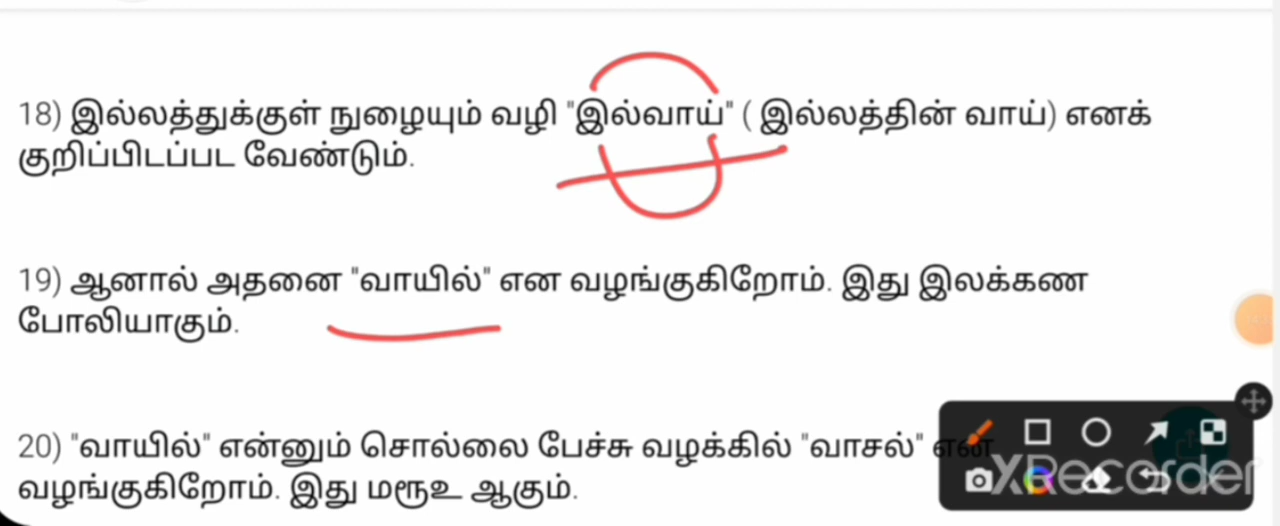 18) இல்லத்துக்குள் நுழையும் வழி "இல்வாய்" ( இல்லத்தின் வாய்) எனக்
குறிப்பிடப்பட வேண்டும்.
19) ஆனால் அதனை "வாயில்" என வழங்குகிறோம். இது இலக்கண
போலியாகும்.
20) "வாயில்" என்னும் சொல்லை பேச்சு வழக்கில் "வாசல்" என
வழங்குகிறோம். இது மரூஉ ஆகும்.
XRecorder